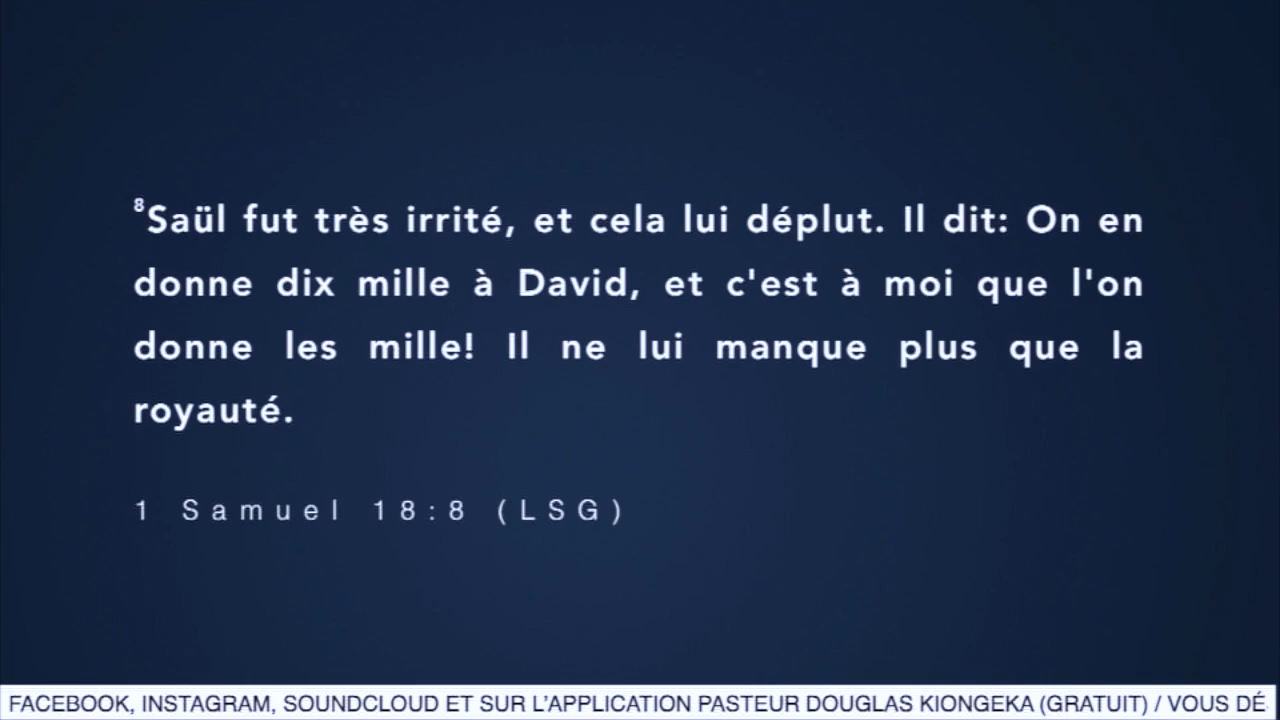 ⁸Saül fut très irrité, et cela lui déplut. Il dit: On en
donne dix mille à David, et c'est à moi que l'on
donne les mille! Il ne lui manque plus que la
royauté.
1 Samuel 18:8 (LSG)
FACEBOOK, INSTAGRAM, SOUNDCLOUD ET SUR L'APPLICATION PASTEUR DOUGLAS KIONGEKA (GRATUIT) / VOUS DÉ